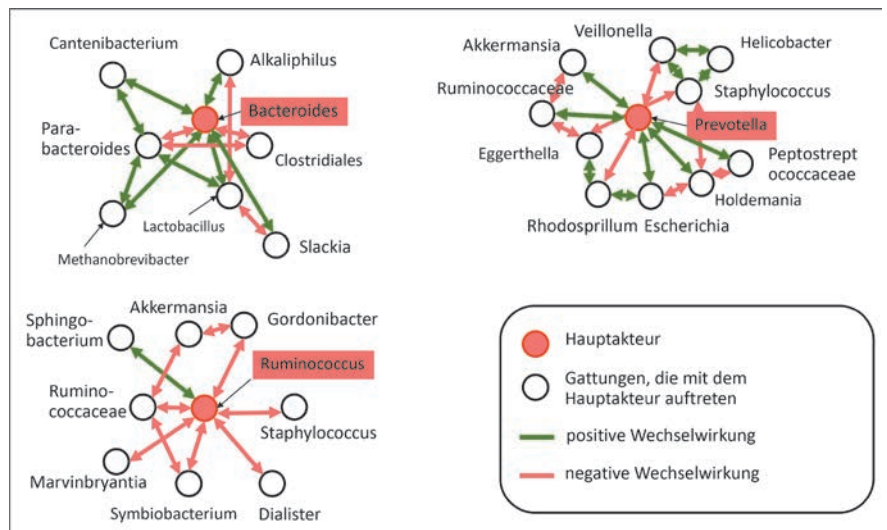 Cantenibacterium
Alkaliphilus
Bacteroides
Para-
bacteroides
Clostridiales
Lactobacillus
Methanobrevibacter
Slackia
Veillonella
Akkermansia
Helicobacter
Ruminococcaceae
Staphylococcus
Prevotella
Eggerthella
Peptostrept
ococcaceae
Holdemania
Rhodosprillum Escherichia
Akkermansia
Sphingo-
bacterium
Gordonibacter
Ruminococcus
Rumino-
coccaceae
Staphylococcus
Marvinbryantia
Symbiobacterium
Dialister
Hauptakteur
Gattungen, die mit dem
Hauptakteur auftreten
positive Wechselwirkung
negative Wechselwirkung